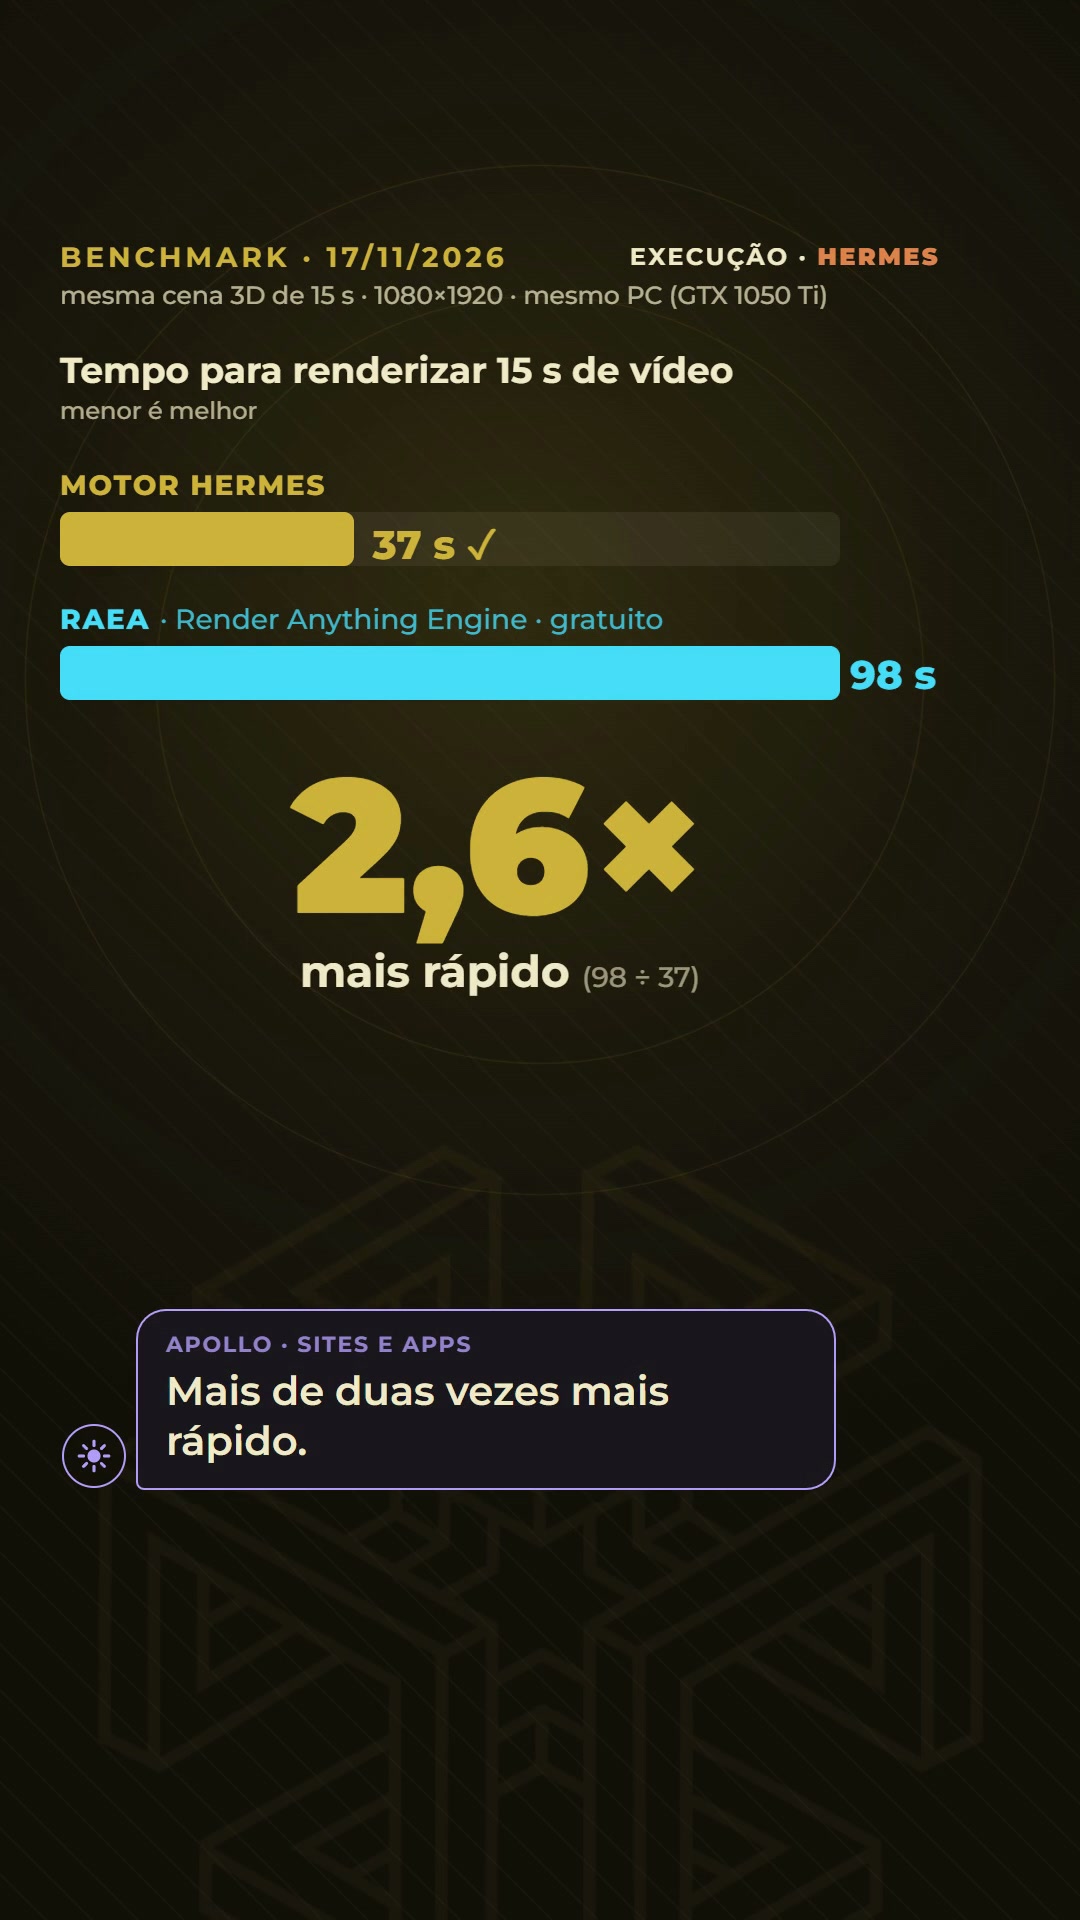 BENCHMARK · 17/11/2026
EXECUÇÃO · HERMES
mesma cena 3D de 15 s · 1080×1920 · mesmo PC (GTX 1050 Ti)
Tempo para renderizar 15 s de vídeo
menor é melhor
MOTOR HERMES
37 s ✓
RAEA · Render Anything Engine · gratuito
98 s
2,6×
mais rápido (98 ÷ 37)
APOLLO · SITES E APPS
Mais de duas vezes mais
rápido.